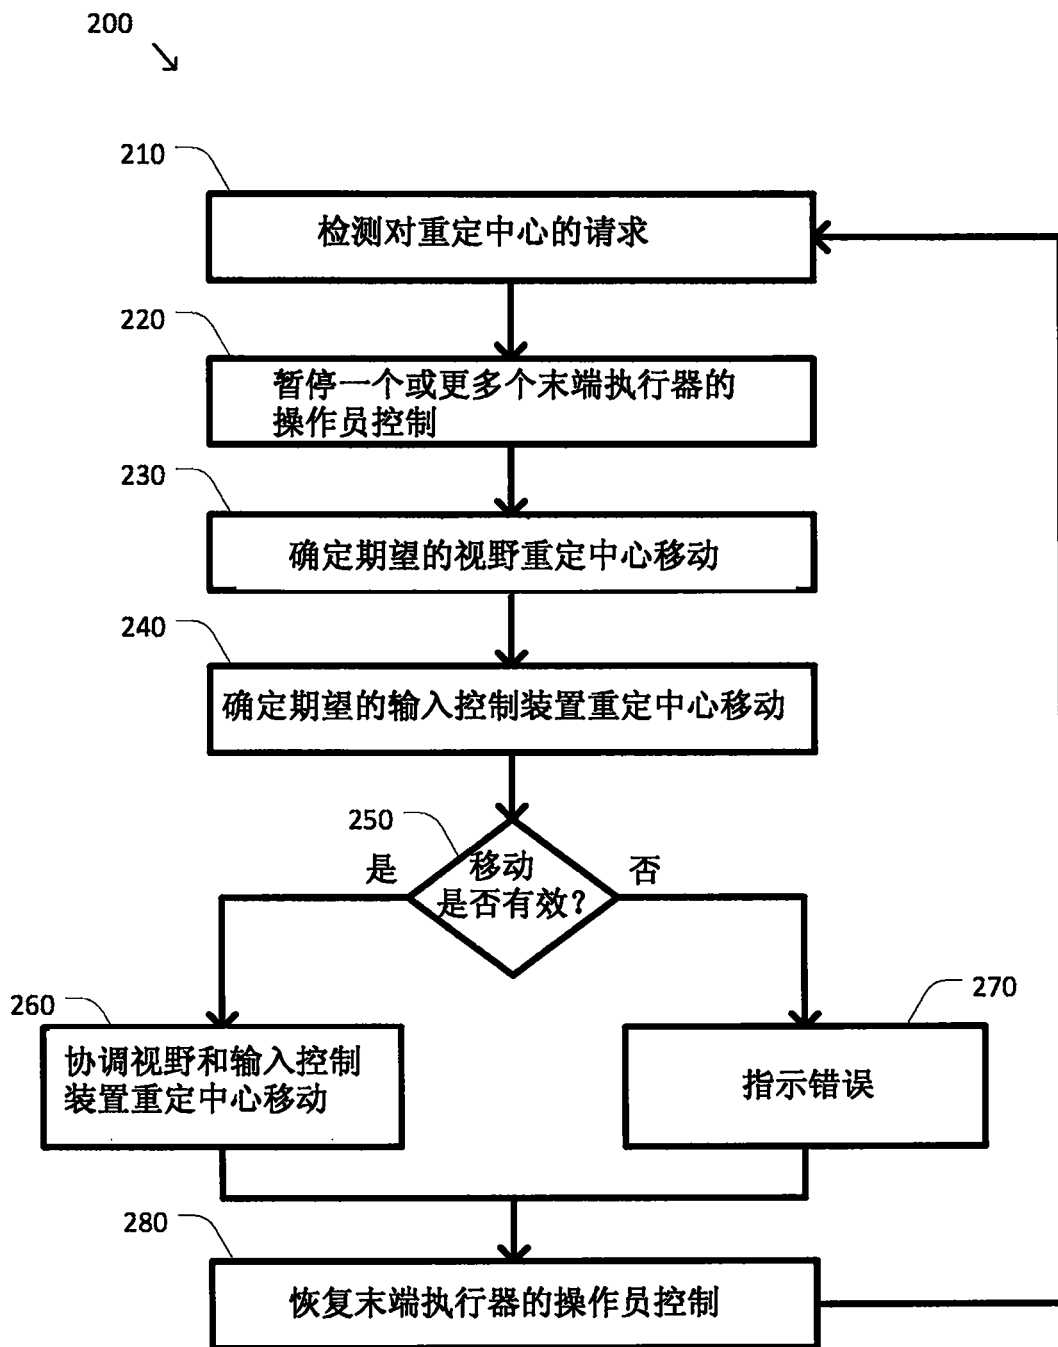 200
210
检测对重定中心的请求
220
暂停一个或更多个末端执行器的
操作员控制
230
确定期望的视野重定中心移动
240
确定期望的输入控制装置重定中心移动
250
移动
是否有效?
是
否
260
协调视野和输入控制
装置重定中心移动
270
指示错误
280
恢复末端执行器的操作员控制